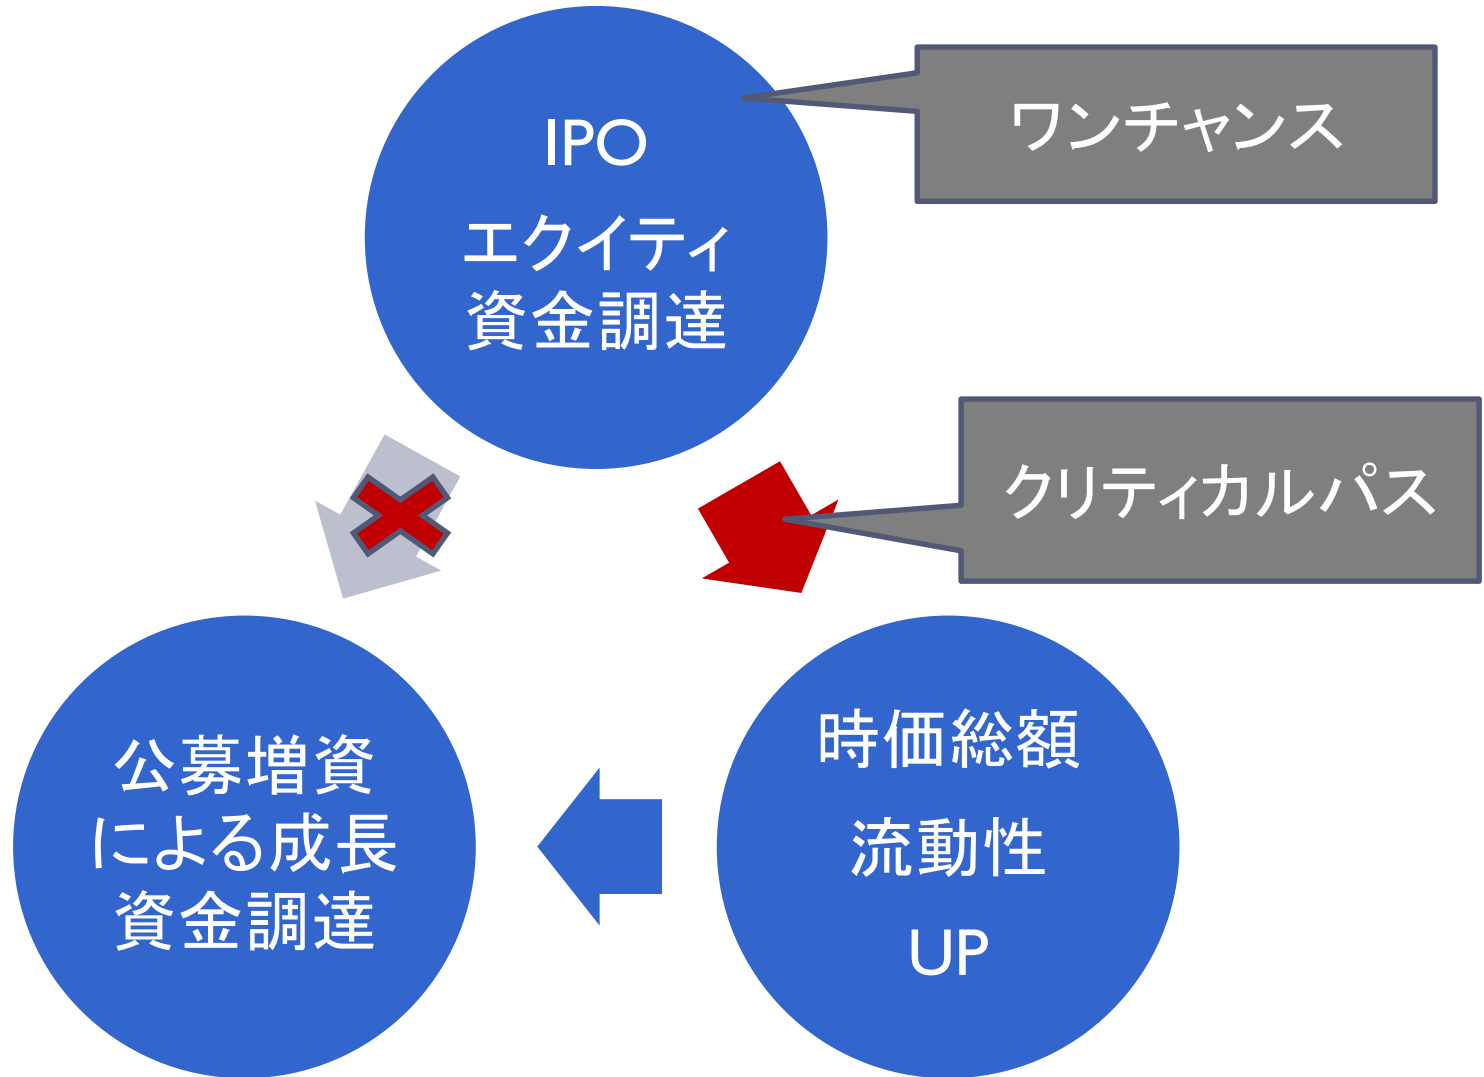 IPO
エクイティ
資金調達
ワンチャンス
クリティカルパス
公募増資
による成長
資金調達
時価総額
流動性
UP